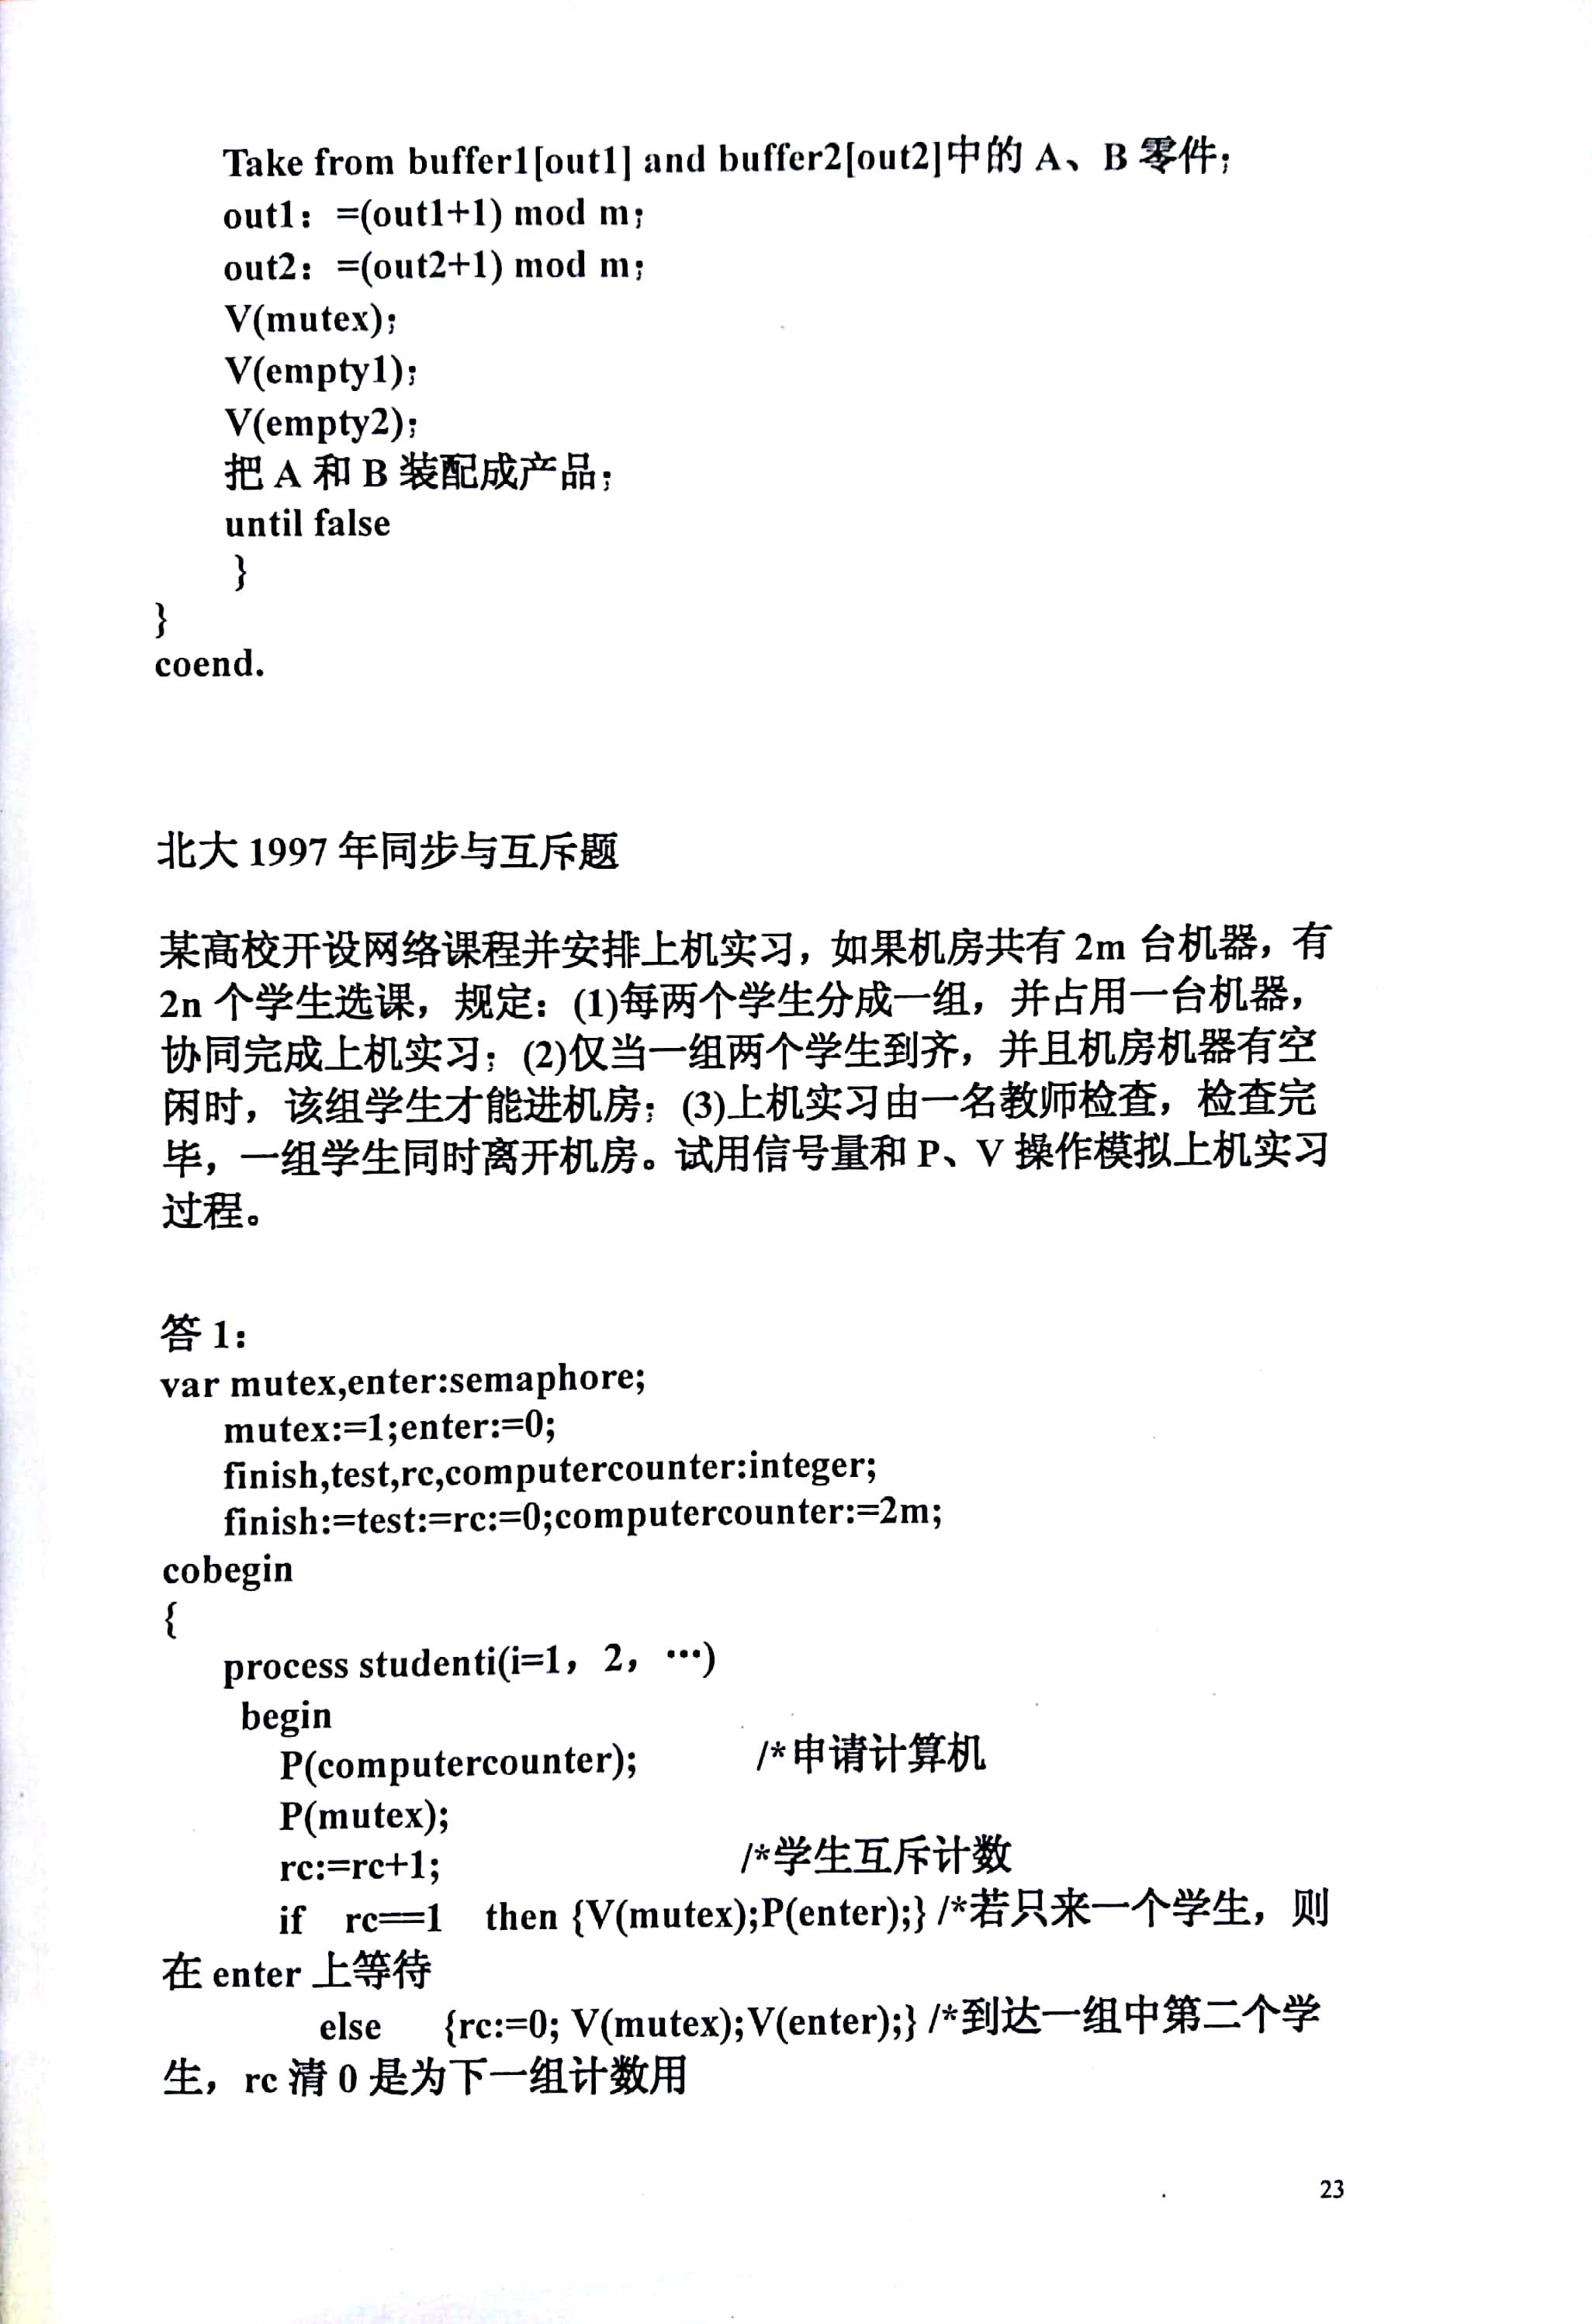 Take from buffer1[out1] and buffer2[out2]中的 A、B 零件;
out1：=(out1+1) mod m;
out2：=(out2+1) mod m;
V(mutex);
V(empty1);
V(empty2);
把 A 和 B 装配成产品;
until false
}
}
coend.
北大 1997 年同步与互斥题
某高校开设网络课程并安排上机实习，如果机房共有 2m 台机器，有
2n 个学生选课，规定：(1)每两个学生分成一组，并占用一台机器，
协同完成上机实习；(2)仅当一组两个学生到齐，并且机房机器有空
闲时，该组学生才能进机房；(3)上机实习由一名教师检查，检查完
毕，一组学生同时离开机房。试用信号量和 P、V 操作模拟上机实习
过程。
答 1：
var mutex,enter:semaphore;
mutex:=1;enter:=0;
finish,test,rc,computercounter:integer;
finish:=test:=rc:=0;computercounter:=2m;
cobegin
{
process studenti(i=1，2，…)
begin
P(computercounter); /*申请计算机
P(mutex);
rc:=rc+1; /*学生互斥计数
if rc==1 then {V(mutex);P(enter);} /*若只来一个学生，则
在 enter 上等待
else {rc:=0; V(mutex);V(enter);} /*到达一组中第二个学
生，rc 清 0 是为下一组计数用
23